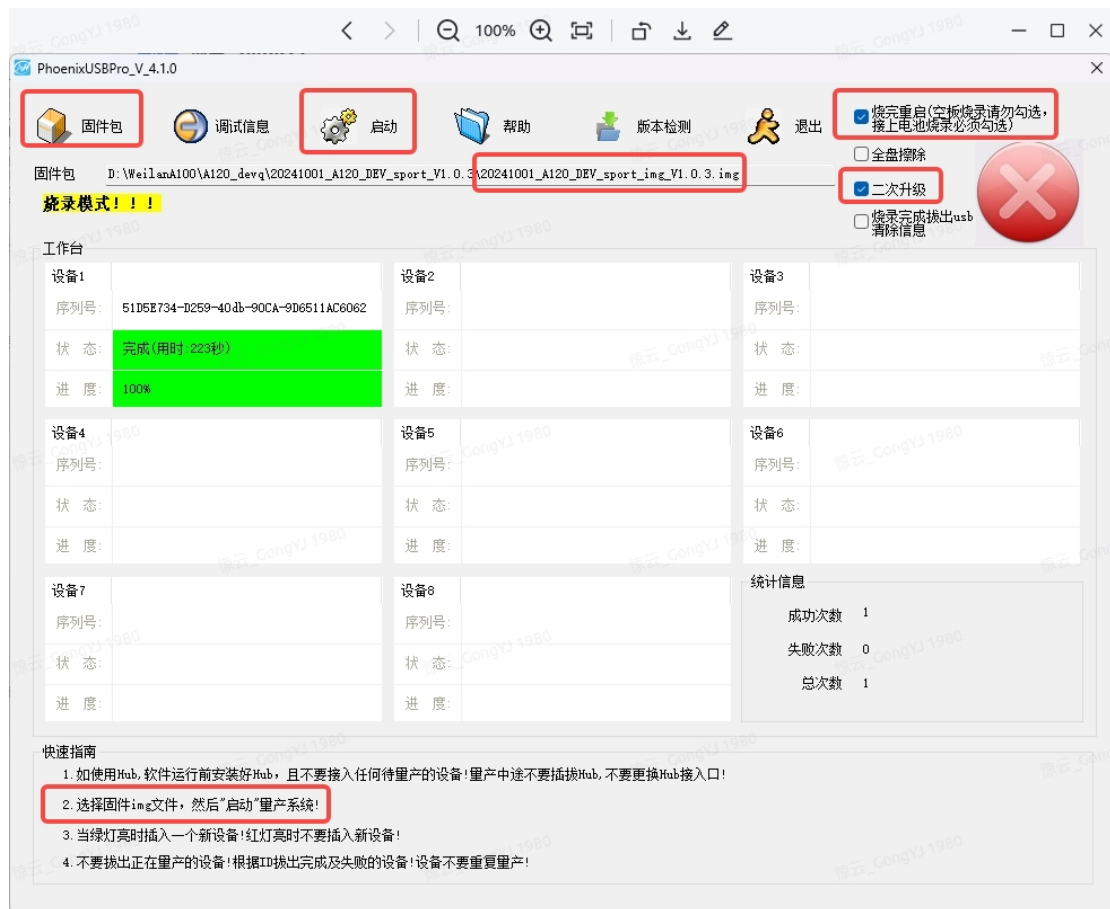 100%
PhoenixUSBPro_V_4.1.0
固件包 调试信息 启动 帮助 版本检测 退出
烧完重启(空板烧录请勿勾选,
接上电池烧录必须勾选)
全盘擦除
固件包 D:\WeilanA100\A120_devq\20241001_A120_DEV_sport_V1.0.3\20241001_A120_DEV_sport_img_V1.0.3.img
二次升级
烧录模式!!!
烧录完成拔出usb
清除信息
工作台
设备1
序列号: 51D5E734-D259-40db-90CA-9D6511AC6062
状 态: 完成(用时:223秒)
进 度: 100%
设备2
序列号:
状 态:
进 度:
设备3
序列号:
状 态:
进 度:
设备4
序列号:
状 态:
进 度:
设备5
序列号:
状 态:
进 度:
设备6
序列号:
状 态:
进 度:
设备7
序列号:
状 态:
进 度:
设备8
序列号:
状 态:
进 度:
统计信息
成功次数 1
失败次数 0
总次数 1
快速指南
1.如使用Hub,软件运行前安装好Hub，且不要接入任何待量产的设备!量产中途不要插拔Hub,不要更换Hub接入口!
2.选择固件img文件，然后"启动"量产系统!
3.当绿灯亮时插入一个新设备!红灯亮时不要插入新设备!
4.不要拔出正在量产的设备!根据ID拔出完成及失败的设备!设备不要重复量产!
惊云_GongYJ 1980